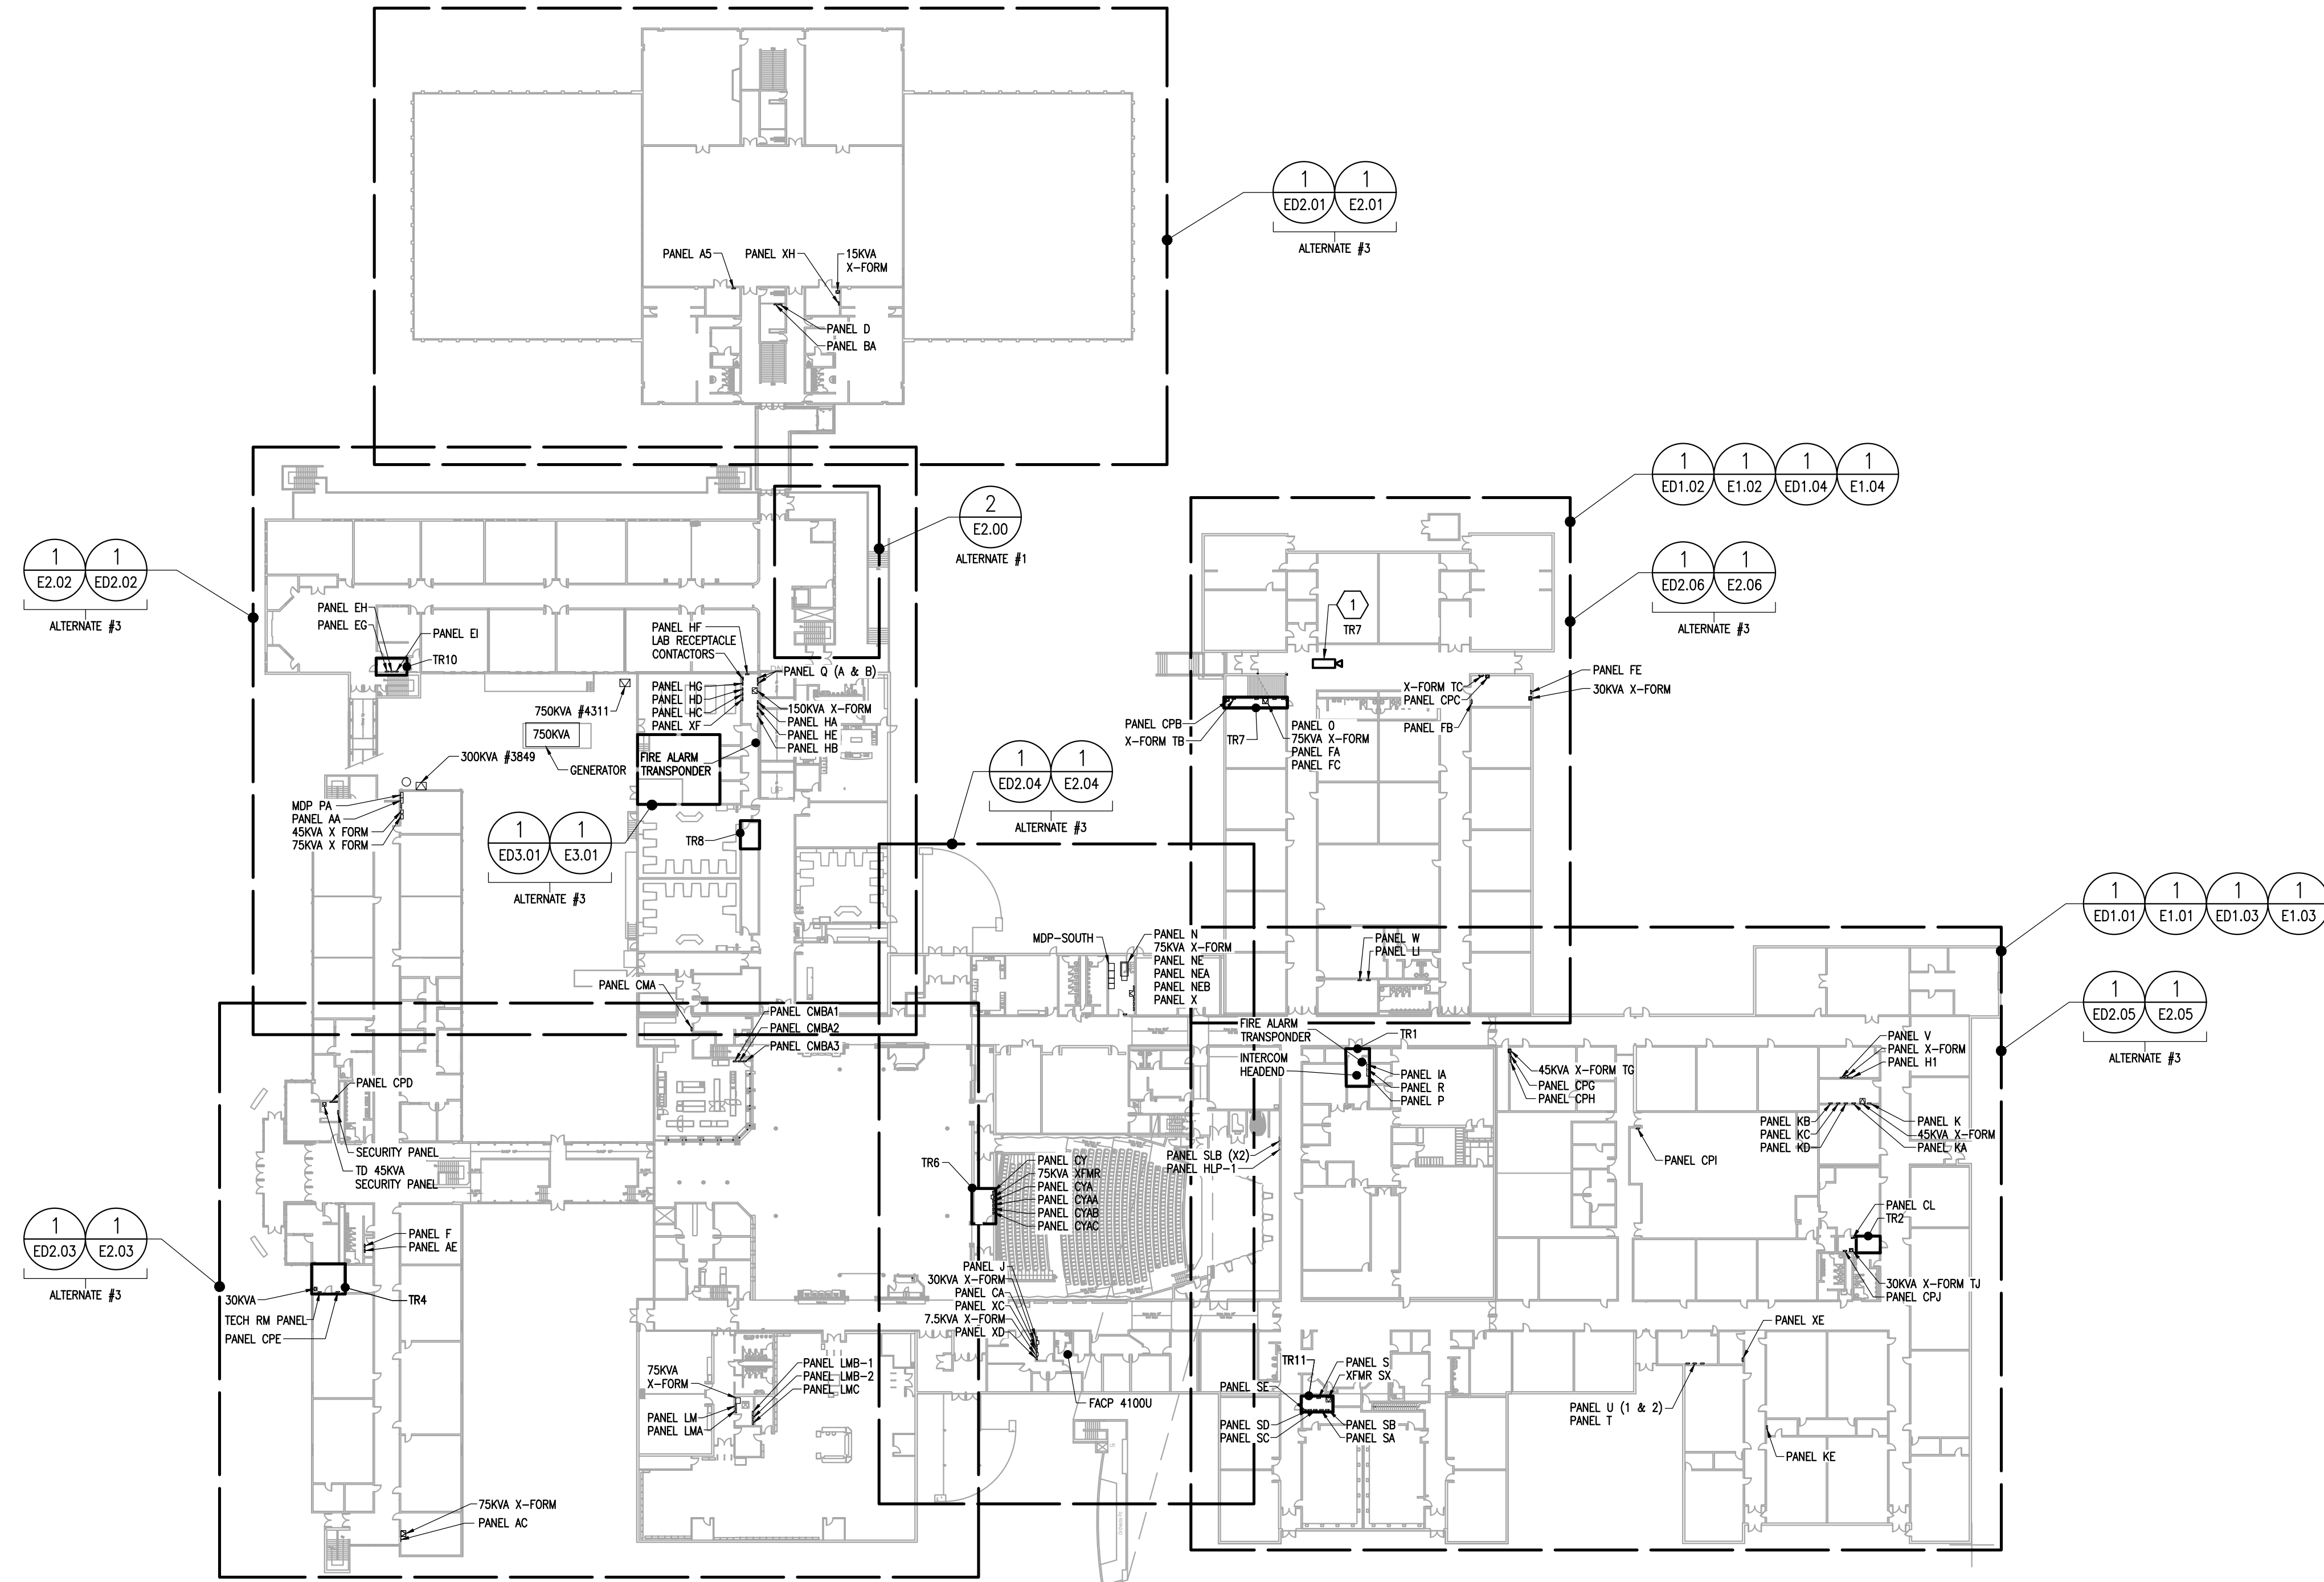 1
ED2.01
1
E2.01
ALTERNATE #3
PANEL A5
PANEL XH
15KVA
X-FORM
PANEL D
PANEL BA
1
ED1.02
1
E1.02
1
ED1.04
1
E1.04
2
E2.00
ALTERNATE #1
1
E2.02
1
ED2.02
ALTERNATE #3
1
ED2.06
1
E2.06
ALTERNATE #3
PANEL EH
PANEL EG
PANEL EI
TR10
PANEL HF
LAB RECEPTACLE
CONTACTORS
PANEL HG
PANEL HD
PANEL HC
PANEL XF
PANEL Q (A & B)
150KVA X-FORM
PANEL HA
PANEL HE
PANEL HB
DN
UP
1
TR7
750KVA #4311
750KVA
GENERATOR
FIRE ALARM
TRANSPONDER
300KVA #3849
MDP PA
PANEL AA
45KVA X FORM
75KVA X FORM
1
ED3.01
1
E3.01
ALTERNATE #3
TR8
PANEL CPB
X-FORM TB
TR7
PANEL O
75KVA X-FORM
PANEL FA
PANEL FC
X-FORM TC
PANEL CPC
PANEL FB
PANEL FE
30KVA X-FORM
1
ED2.04
1
E2.04
ALTERNATE #3
1
ED1.01
1
E1.01
1
ED1.03
1
E1.03
MDP-SOUTH
PANEL N
75KVA X-FORM
PANEL NE
PANEL NEA
PANEL NEB
PANEL X
PANEL W
PANEL LI
1
ED2.05
1
E2.05
ALTERNATE #3
PANEL CMA
PANEL CMBA1
PANEL CMBA2
PANEL CMBA3
FIRE ALARM
TRANSPONDER
INTERCOM
HEADEND
TR1
PANEL IA
PANEL R
PANEL P
45KVA X-FORM TG
PANEL CPG
PANEL CPH
PANEL V
PANEL X-FORM
PANEL H1
PANEL KB
PANEL KC
PANEL KD
PANEL K
45KVA X-FORM
PANEL KA
PANEL CPI
PANEL CPD
SECURITY PANEL
TD 45KVA
SECURITY PANEL
TR6
PANEL CY
75KVA XFMR
PANEL CYA
PANEL CYAA
PANEL CYAB
PANEL CYAC
PANEL SLB (X2)
PANEL HLP-1
PANEL CL
TR2
30KVA X-FORM TJ
PANEL CPJ
1
ED2.03
1
E2.03
ALTERNATE #3
PANEL F
PANEL AE
30KVA
TECH RM PANEL
PANEL CPE
TR4
PANEL J
30KVA X-FORM
PANEL CA
PANEL XC
7.5KVA X-FORM
PANEL XD
FACP 4100U
PANEL XE
75KVA
X-FORM
PANEL LM
PANEL LMA
PANEL LMB-1
PANEL LMB-2
PANEL LMC
TR11
PANEL S
XFMR SX
PANEL SE
PANEL SD
PANEL SC
PANEL SB
PANEL SA
PANEL U (1 & 2)
PANEL T
PANEL KE
75KVA X-FORM
PANEL AC